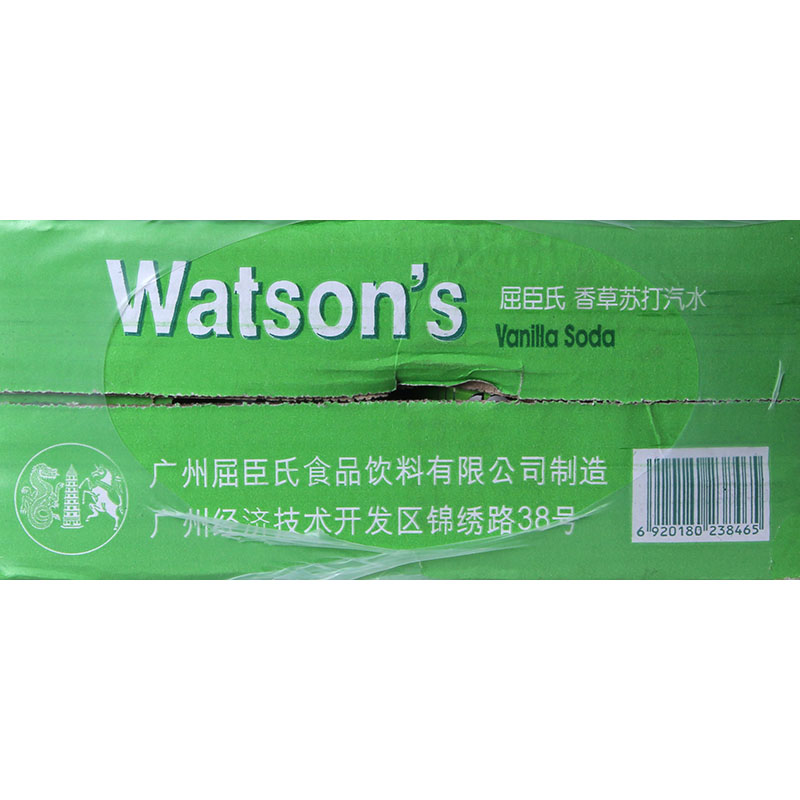 Watson's
屈臣氏 香草苏打汽水
Vanilla Soda
广州屈臣氏食品饮料有限公司制造
广州经济技术开发区锦绣路38号
6 920180 238465